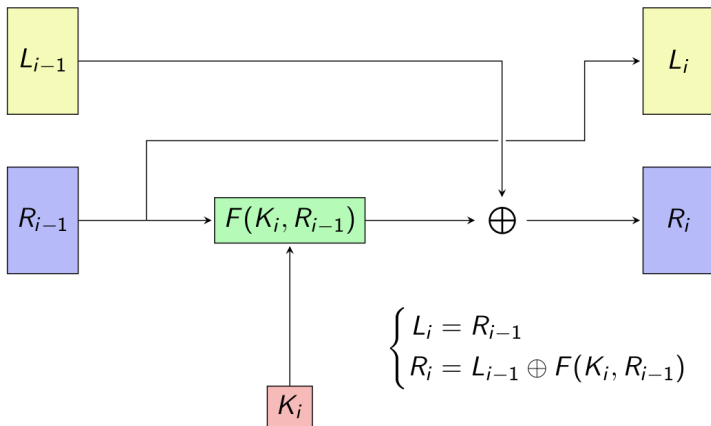 L_{i−1}
L_i
R_{i−1}
F(K_i, R_{i−1})
⊕
R_i
L_i = R_{i−1}
R_i = L_{i−1} ⊕ F(K_i, R_{i−1})
K_i